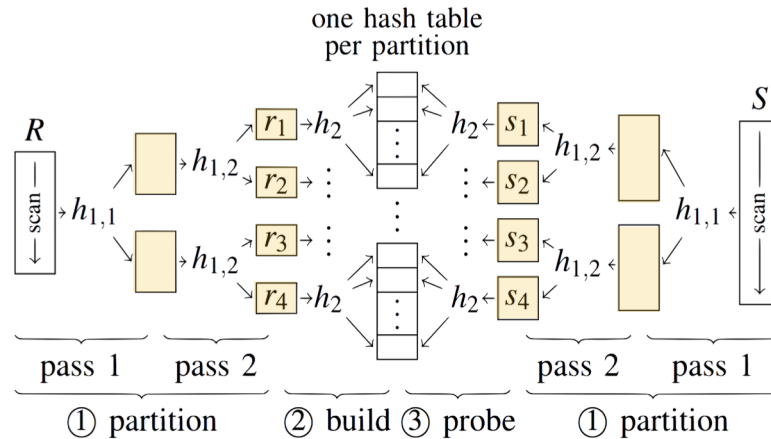 one hash table
per partition
R
S
scan
h1,1
h1,2
h1,2
r1
r2
r3
r4
h2
h2
⋮
⋮
⋮
⋮
⋮
h2
h2
⋮
⋮
s1
s2
s3
s4
h1,2
h1,2
h1,1
scan
pass 1 pass 2 pass 2 pass 1
① partition ② build ③ probe ① partition